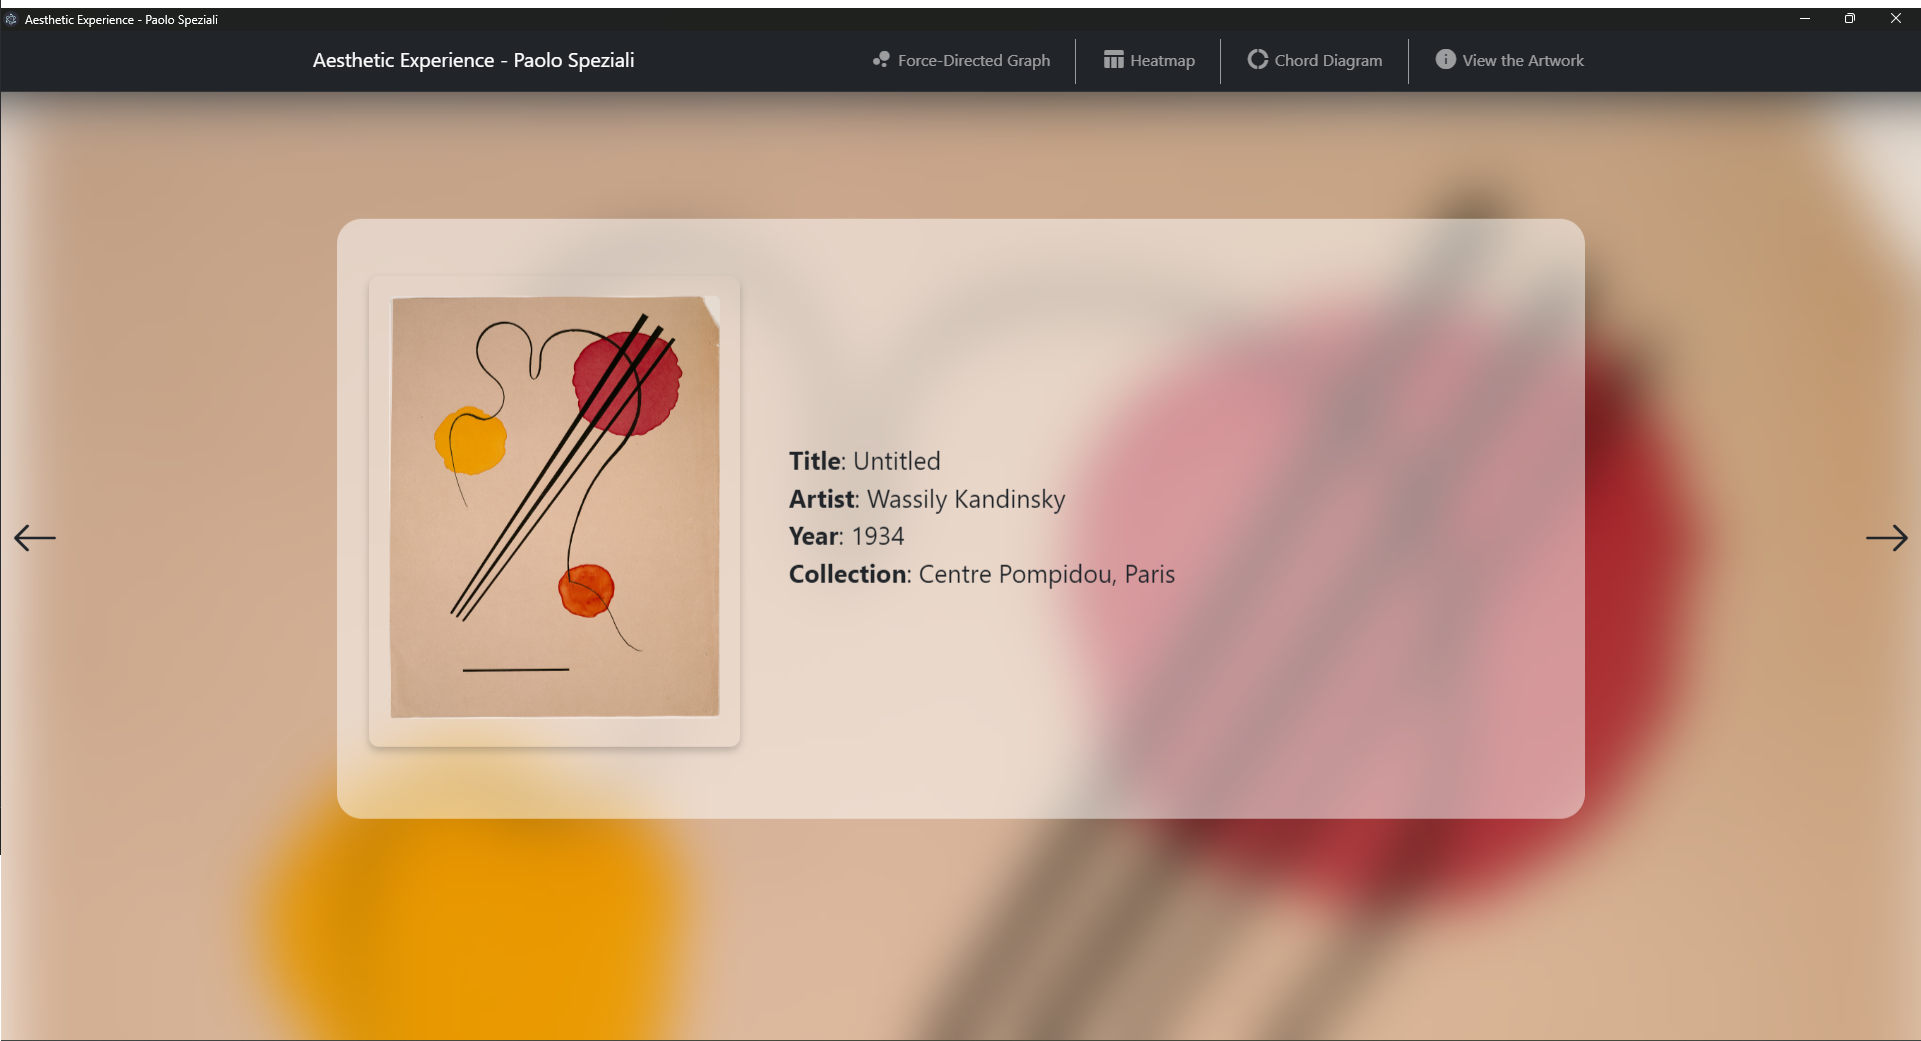 Aesthetic Experience - Paolo Speziali
Aesthetic Experience - Paolo Speziali
Force-Directed Graph
Heatmap
Chord Diagram
View the Artwork
Title: Untitled
Artist: Wassily Kandinsky
Year: 1934
Collection: Centre Pompidou, Paris